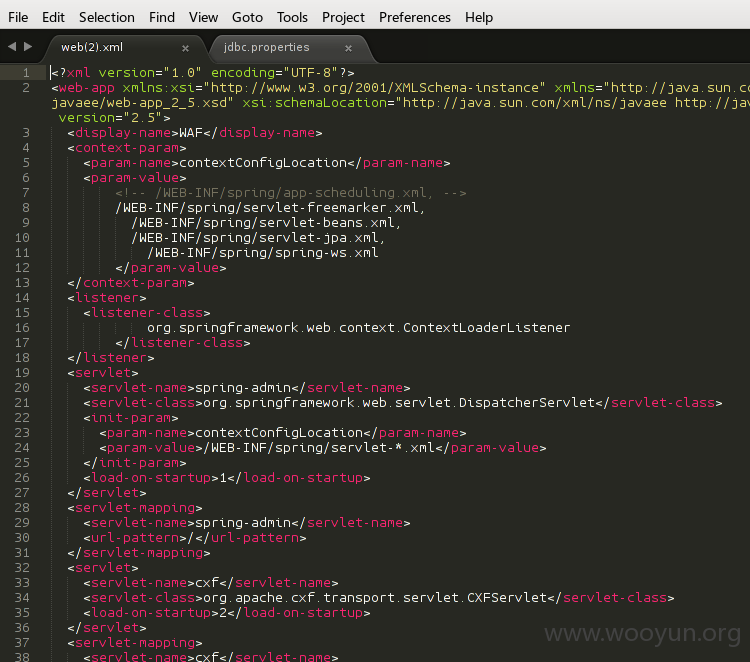 File Edit Selection Find View Goto Tools Project Preferences Help
web(2).xml × jdbc.properties ×
1 <?xml version="1.0" encoding="UTF-8"?>
2 <web-app xmlns:xsi="http://www.w3.org/2001/XMLSchema-instance" xmlns="http://java.sun.co
javaee/web-app_2_5.xsd" xsi:schemaLocation="http://java.sun.com/xml/ns/javaee http://jav
version="2.5">
3 <display-name>WAF</display-name>
4 <context-param>
5 <param-name>contextConfigLocation</param-name>
6 <param-value>
7 <!-- /WEB-INF/spring/app-scheduling.xml, -->
8 /WEB-INF/spring/servlet-freemarker.xml,
9 /WEB-INF/spring/servlet-beans.xml,
10 /WEB-INF/spring/servlet-jpa.xml,
11 /WEB-INF/spring/spring-ws.xml
12 </param-value>
13 </context-param>
14 <listener>
15 <listener-class>
16 org.springframework.web.context.ContextLoaderListener
17 </listener-class>
18 </listener>
19 <servlet>
20 <servlet-name>spring-admin</servlet-name>
21 <servlet-class>org.springframework.web.servlet.DispatcherServlet</servlet-class>
22 <init-param>
23 <param-name>contextConfigLocation</param-name>
24 <param-value>/WEB-INF/spring/servlet-*.xml</param-value>
25 </init-param>
26 <load-on-startup>1</load-on-startup>
27 </servlet>
28 <servlet-mapping>
29 <servlet-name>spring-admin</servlet-name>
30 <url-pattern>/</url-pattern>
31 </servlet-mapping>
32 <servlet>
33 <servlet-name>cxf</servlet-name>
34 <servlet-class>org.apache.cxf.transport.servlet.CXFServlet</servlet-class>
35 <load-on-startup>2</load-on-startup>
36 </servlet>
37 <servlet-mapping>
38 <servlet-name>cxf</servlet-name>
www.wooyun.org